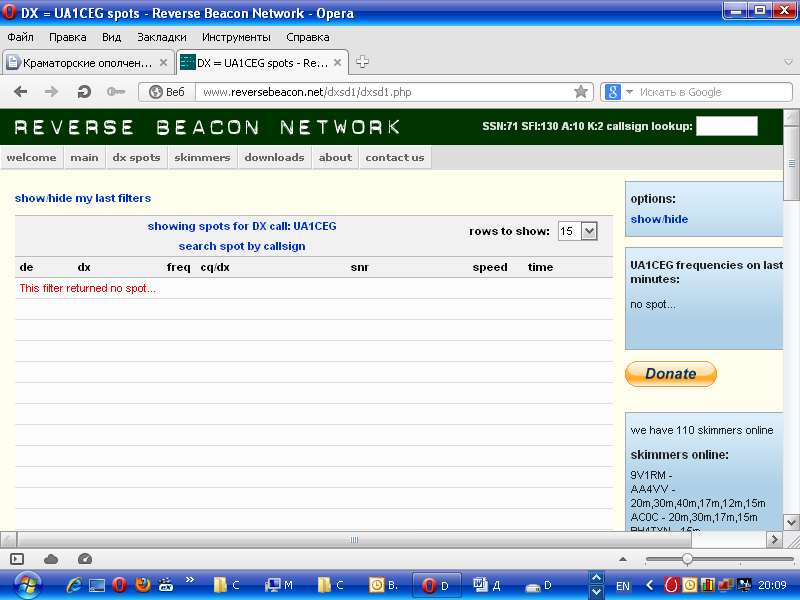 DX = UA1CEG spots - Reverse Beacon Network - Opera
Файл Правка Вид Закладки Инструменты Справка
Краматорские ополчен... DX = UA1CEG spots - Re...
Веб www.reversebeacon.net/dxsd1/dxsd1.php Искать в Google
REVERSE BEACON NETWORK SSN:71 SFI:130 A:10 K:2 callsign lookup:
welcome main dx spots skimmers downloads about contact us
show/hide my last filters
showing spots for DX call: UA1CEG
search spot by callsign
rows to show: 15
de dx freq cq/dx snr speed time
This filter returned no spot...
options:
show/hide
UA1CEG frequencies on last
minutes:
no spot...
Donate
we have 110 skimmers online
skimmers online:
9V1RM -
AA4VV -
20m,30m,40m,17m,12m,15m
AC0C - 20m,30m,17m,15m
С М С В. D Д D EN 20:09